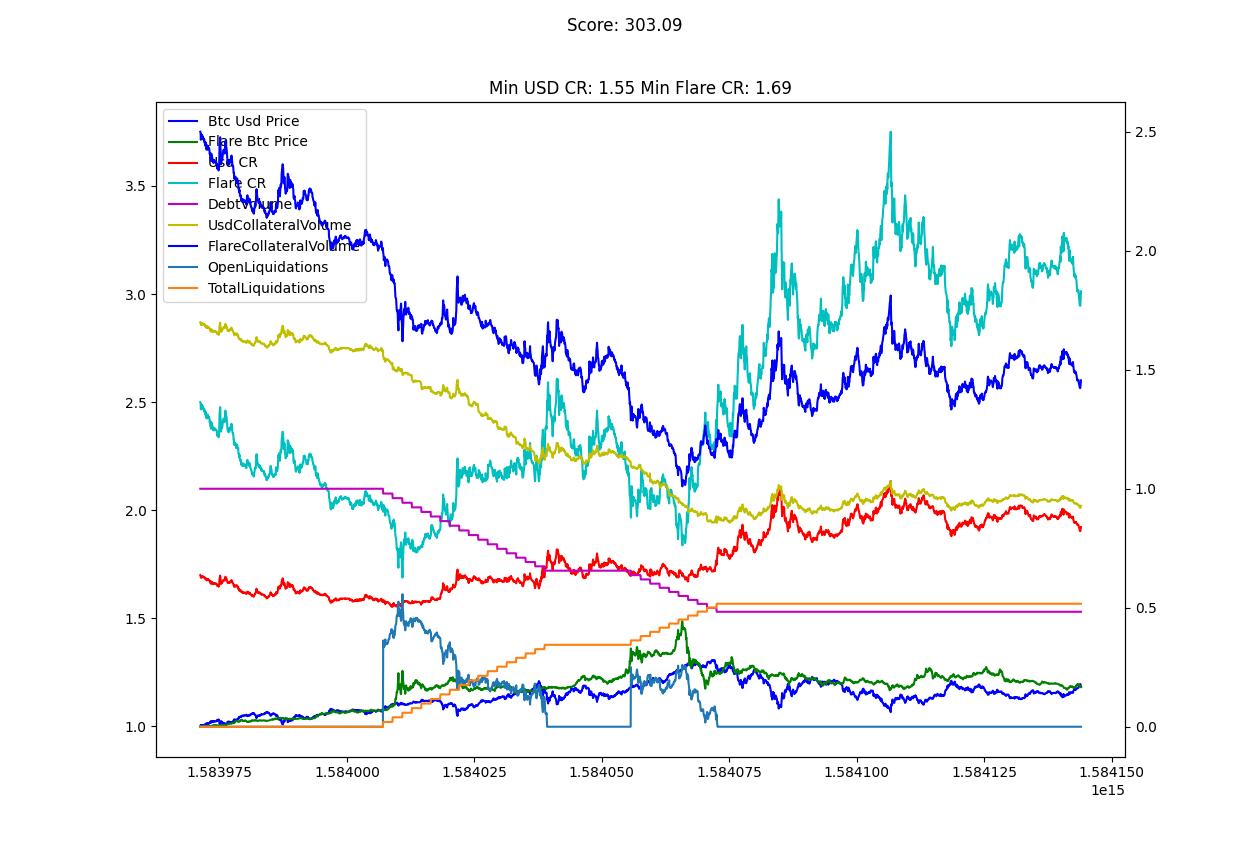 Score: 303.09
Min USD CR: 1.55 Min Flare CR: 1.69
Btc Usd Price
Flare Btc Price
Usd CR
Flare CR
DebtVolume
UsdCollateralVolume
FlareCollateralVolume
OpenLiquidations
TotalLiquidations
3.5
3.0
2.5
2.0
1.5
1.0
2.5
2.0
1.5
1.0
0.5
0.0
1.583975 1.584000 1.584025 1.584050 1.584075 1.584100 1.584125 1.584150
1e15